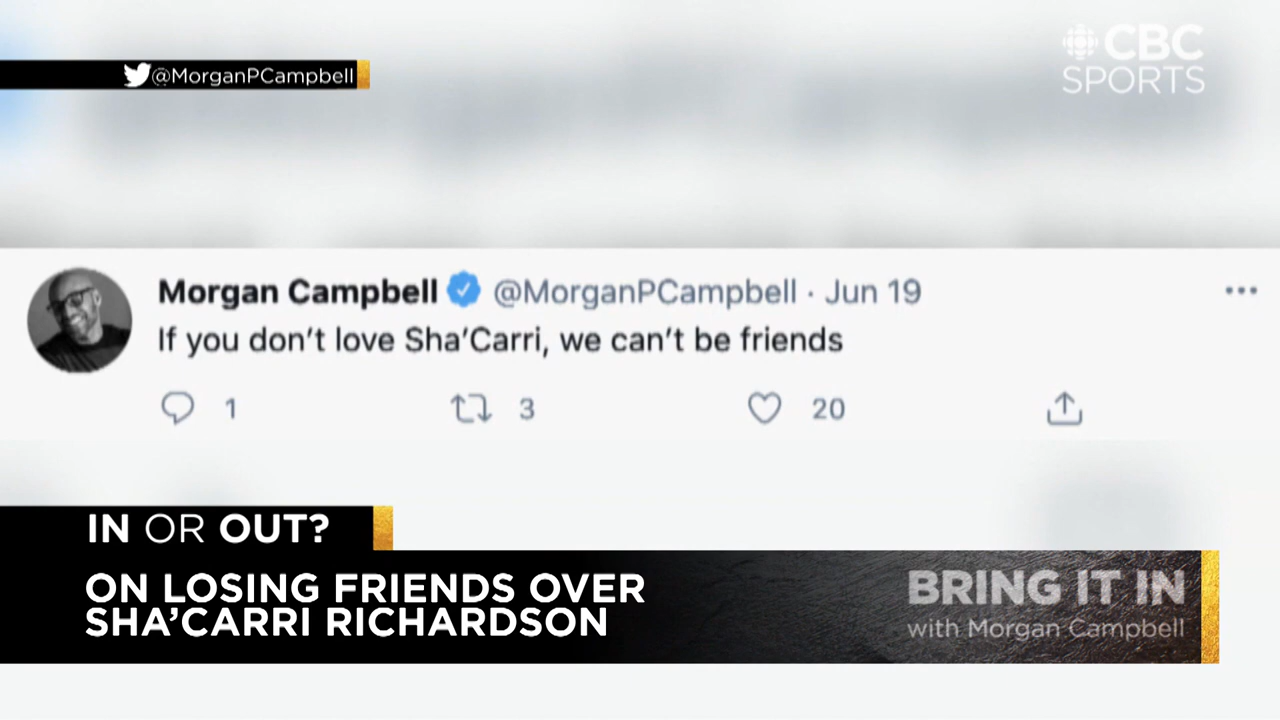 @MorganPCampbell
CBC
SPORTS
Morgan Campbell @MorganPCampbell · Jun 19
If you don't love Sha'Carri, we can't be friends
1 3 20
IN OR OUT?
ON LOSING FRIENDS OVER
SHA'CARRI RICHARDSON
BRING IT IN
with Morgan Campbell